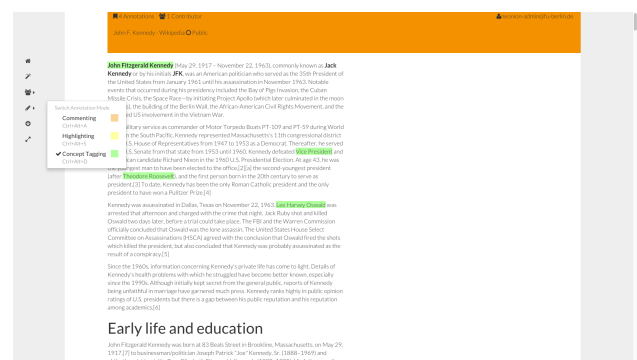 4 Annotations 1 Contributor
neonion-admin@fu-berlin.de
John F. Kennedy - Wikipedia Public
John Fitzgerald Kennedy (May 29, 1917 – November 22, 1963), commonly known as Jack
Kennedy or by his initials JFK, was an American politician who served as the 35th President of
the United States from January 1961 until his assassination in November 1963. Notable
events that occurred during his presidency included the Bay of Pigs Invasion, the Cuban
Missile Crisis, the Space Race—by initiating Project Apollo (which later culminated in the moon
the building of the Berlin Wall, the African-American Civil Rights Movement, and the
US involvement in the Vietnam War.
military service as commander of Motor Torpedo Boats PT-109 and PT-59 during World
in the South Pacific, Kennedy represented Massachusetts's 11th congressional district
House of Representatives from 1947 to 1953 as a Democrat. Thereafter, he served
Senate from that state from 1953 until 1960. Kennedy defeated Vice President and
candidate Richard Nixon in the 1960 U.S. Presidential Election. At age 43, he was
the youngest man to have been elected to the office,[2][a] the second-youngest president
(after Theodore Roosevelt), and the first person born in the 20th century to serve as
president.[3] To date, Kennedy has been the only Roman Catholic president and the only
president to have won a Pulitzer Prize.[4]
Switch Annotation Mode
Commenting
Ctrl+Alt+A
Highlighting
Ctrl+Alt+S
Concept Tagging
Ctrl+Alt+D
Kennedy was assassinated in Dallas, Texas on November 22, 1963. Lee Harvey Oswald was
arrested that afternoon and charged with the crime that night. Jack Ruby shot and killed
Oswald two days later, before a trial could take place. The FBI and the Warren Commission
officially concluded that Oswald was the lone assassin. The United States House Select
Committee on Assassinations (HSCA) agreed with the conclusion that Oswald fired the shots
which killed the president, but also concluded that Kennedy was probably assassinated as the
result of a conspiracy.[5]
Since the 1960s, information concerning Kennedy's private life has come to light. Details of
Kennedy's health problems with which he struggled have become better known, especially
since the 1990s. Although initially kept secret from the general public, reports of Kennedy
being unfaithful in marriage have garnered much press. Kennedy ranks highly in public opinion
ratings of U.S. presidents but there is a gap between his public reputation and his reputation
among academics.[6]
Early life and education
John Fitzgerald Kennedy was born at 83 Beals Street in Brookline, Massachusetts, on May 29,
1917,[7] to businessman/politician Joseph Patrick "Joe" Kennedy, Sr. (1888–1969) and